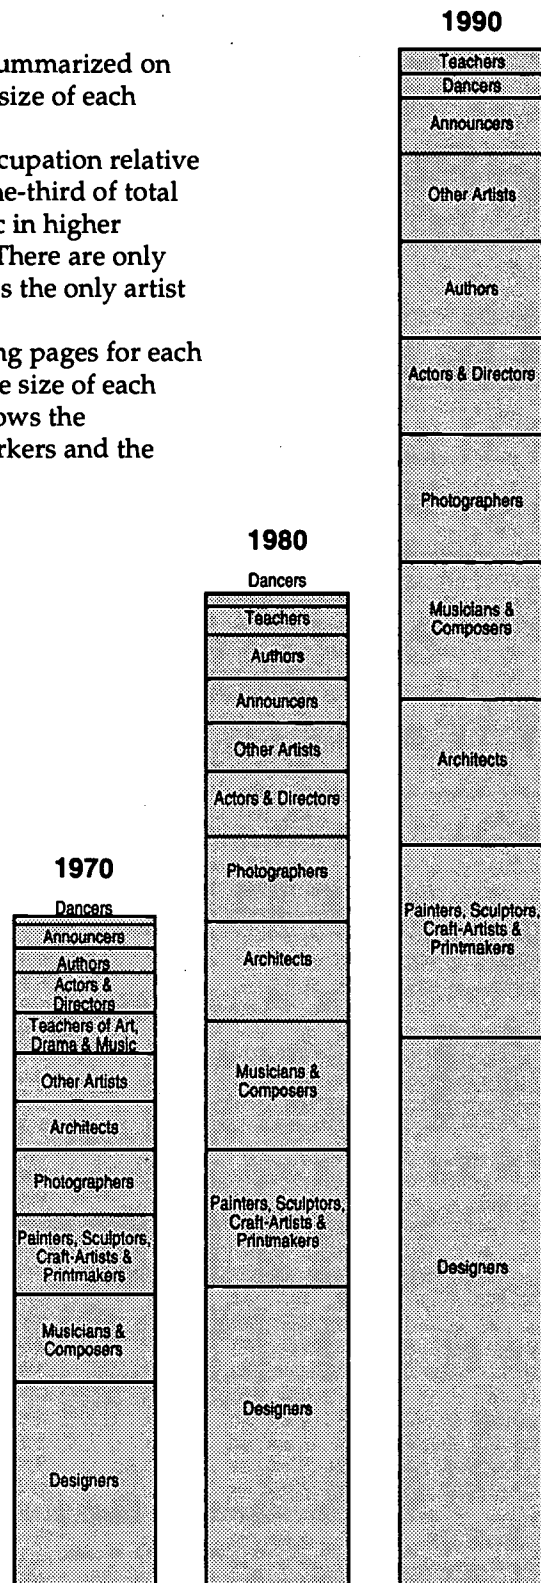 ummarized on
size of each
ccupation relative
ne-third of total
c in higher
There are only
s the only artist
ng pages for each
e size of each
ows the
rkers and the
1990
Teachers
Dancers
Announcers
Other Artists
Authors
Actors & Directors
Photographers
Musicians &
Composers
Architects
Painters, Sculptors,
Craft-Artists &
Printmakers
Designers
1980
Dancers
Teachers
Authors
Announcers
Other Artists
Actors & Directors
Photographers
Architects
Musicians &
Composers
Painters, Sculptors,
Craft-Artists &
Printmakers
Designers
1970
Dancers
Announcers
Authors
Actors &
Directors
Teachers of Art,
Drama & Music
Other Artists
Architects
Photographers
Painters, Sculptors,
Craft-Artists &
Printmakers
Musicians &
Composers
Designers